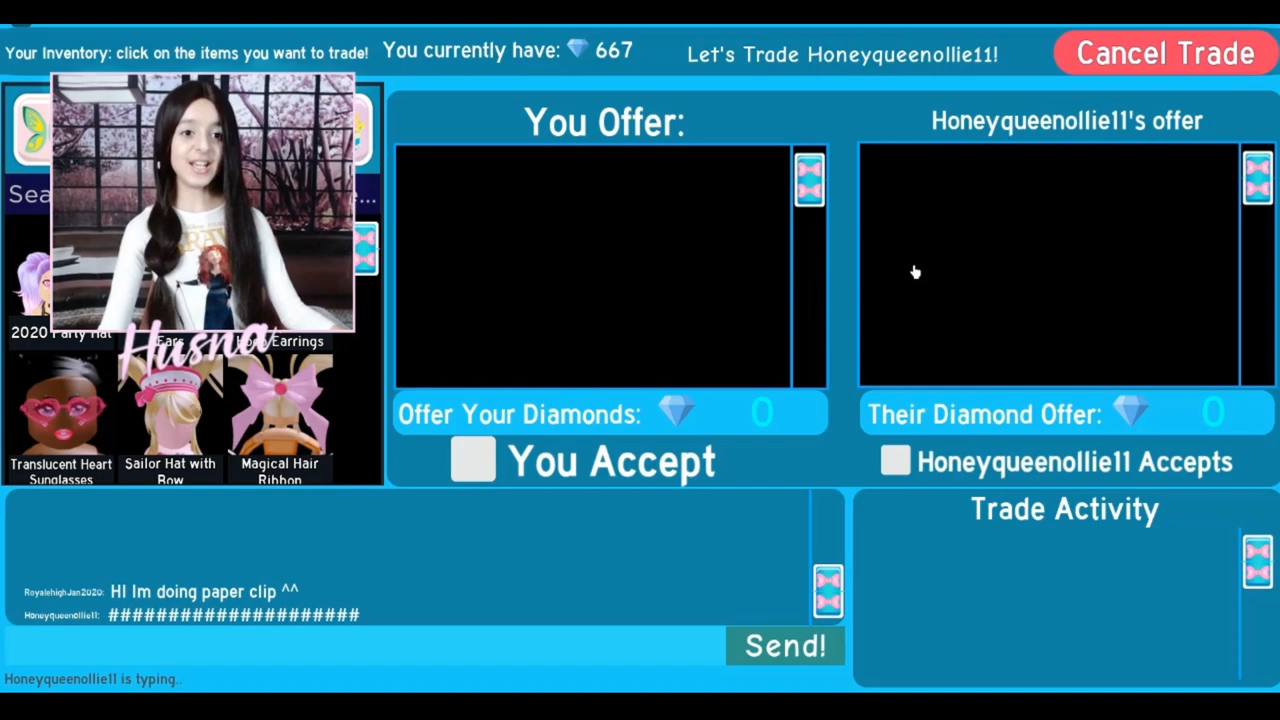 Your Inventory: click on the items you want to trade!
You currently have: 667
Let's Trade Honeyqueenollie11!
Cancel Trade
You Offer:
Honeyqueenollie11's offer
Sea
...
2020 Party Hat
Ears
Hoop Earrings
Husna
Translucent Heart Sunglasses
Sailor Hat with Bow
Magical Hair Ribbon
Offer Your Diamonds: 0
Their Diamond Offer: 0
You Accept
Honeyqueenollie11 Accepts
Trade Activity
RoyalehighJan2020: HI Im doing paper clip ^^
Honeyqueenollie11: #####################
Send!
Honeyqueenollie11 is typing..